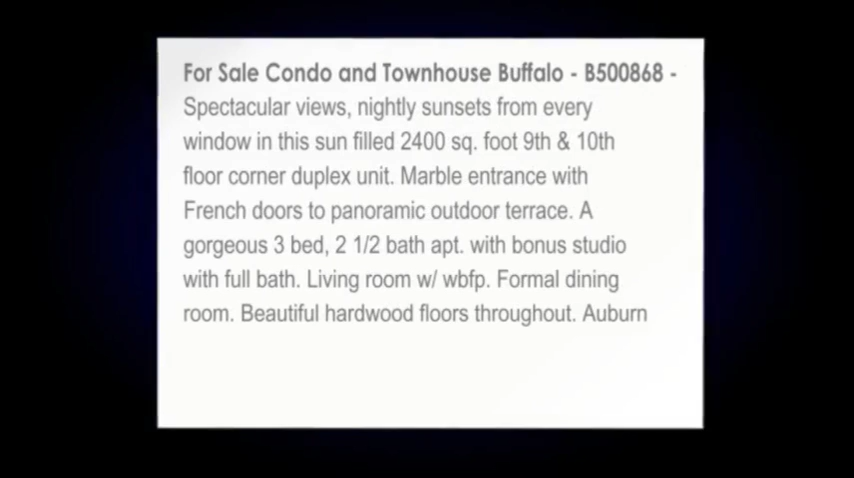 For Sale Condo and Townhouse Buffalo - B500868 -
Spectacular views, nightly sunsets from every
window in this sun filled 2400 sq. foot 9th & 10th
floor corner duplex unit. Marble entrance with
French doors to panoramic outdoor terrace. A
gorgeous 3 bed, 2 1/2 bath apt. with bonus studio
with full bath. Living room w/ wbfp. Formal dining
room. Beautiful hardwood floors throughout. Auburn